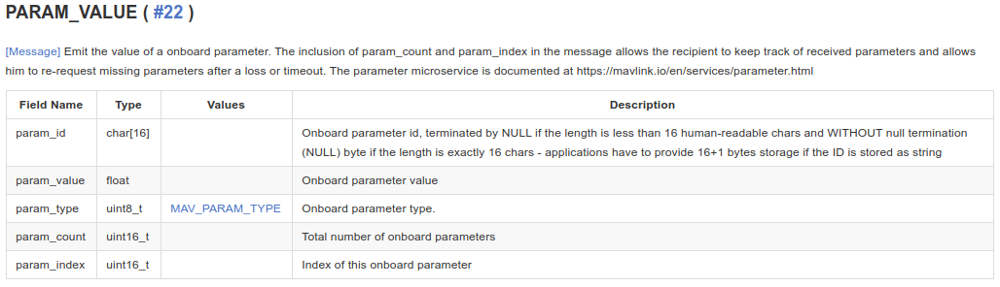 PARAM_VALUE ( #22 )
[Message] Emit the value of a onboard parameter. The inclusion of param_count and param_index in the message allows the recipient to keep track of received parameters and allows
him to re-request missing parameters after a loss or timeout. The parameter microservice is documented at https://mavlink.io/en/services/parameter.html
Field Name Type Values Description
param_id char[16] Onboard parameter id, terminated by NULL if the length is less than 16 human-readable chars and WITHOUT null termination
(NULL) byte if the length is exactly 16 chars - applications have to provide 16+1 bytes storage if the ID is stored as string
param_value float Onboard parameter value
param_type uint8_t MAV_PARAM_TYPE Onboard parameter type.
param_count uint16_t Total number of onboard parameters
param_index uint16_t Index of this onboard parameter